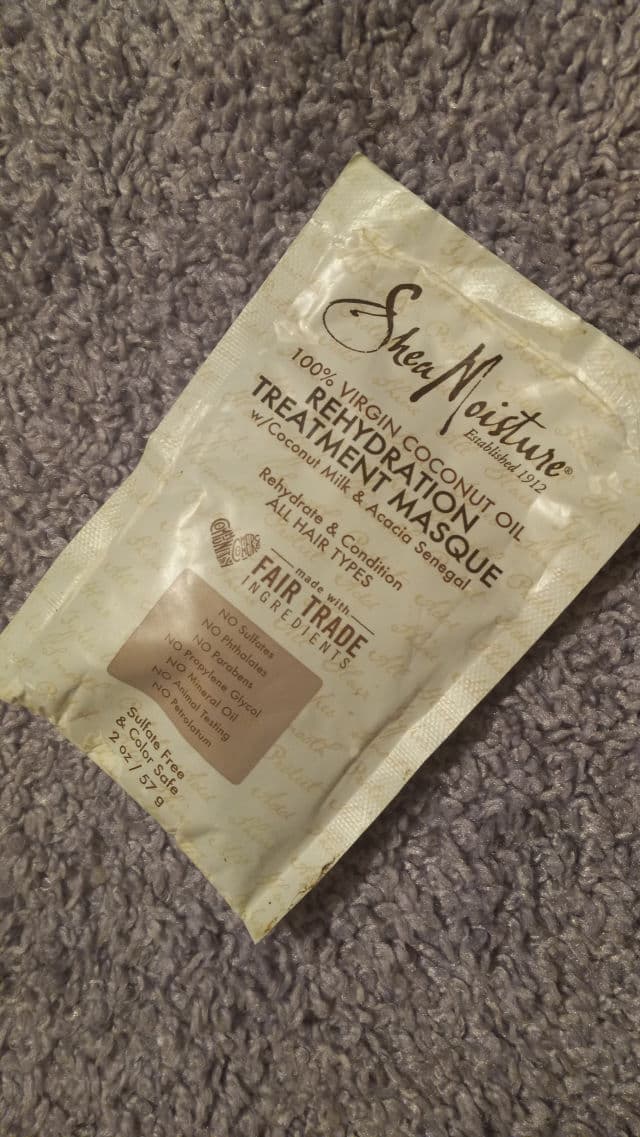 Shea Moisture®
Established 1912
100% VIRGIN COCONUT OIL
REHYDRATION
TREATMENT MASQUE
w/Coconut Milk & Acacia Senegal
Rehydrate & Condition
ALL HAIR TYPES
made with
FAIR TRADE
INGREDIENTS
NO Sulfates
NO Phthalates
NO Parabens
NO Propylene Glycol
NO Mineral Oil
NO Animal Testing
NO Petrolatum
Sulfate Free
& Color Safe
2 oz / 57 g